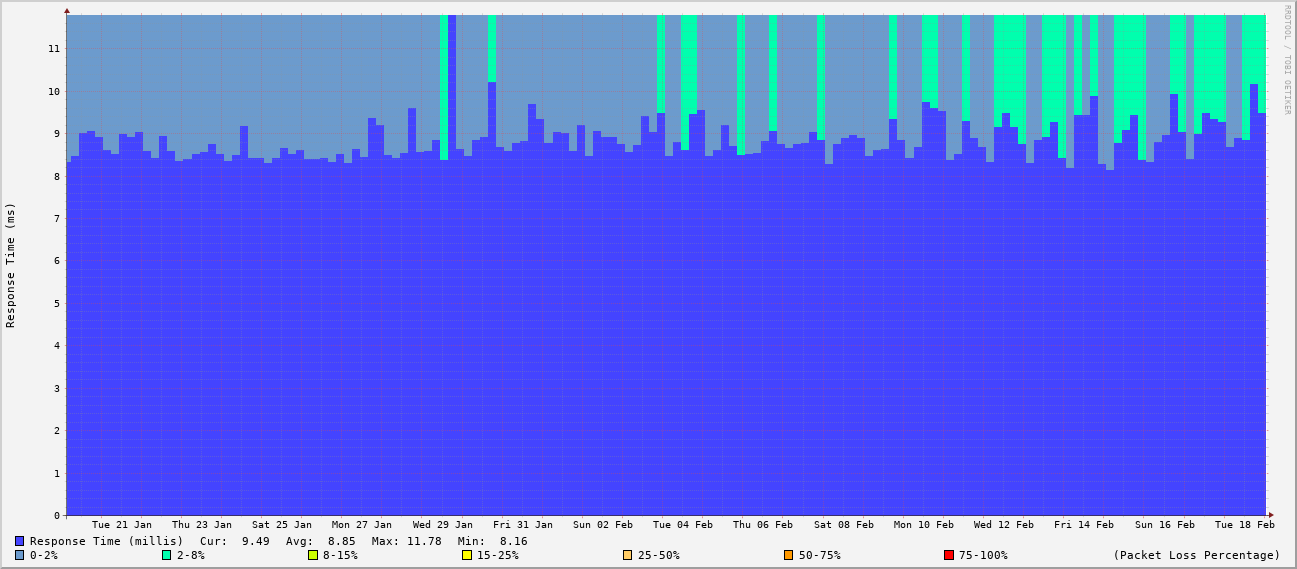 RRDTOOL / TOBI OETIKER
Response Time (ms)
11
10
9
8
7
6
5
4
3
2
1
0
Tue 21 Jan Thu 23 Jan Sat 25 Jan Mon 27 Jan Wed 29 Jan Fri 31 Jan Sun 02 Feb Tue 04 Feb Thu 06 Feb Sat 08 Feb Mon 10 Feb Wed 12 Feb Fri 14 Feb Sun 16 Feb Tue 18 Feb
Response Time (millis) Cur: 9.49 Avg: 8.85 Max: 11.78 Min: 8.16
0-2% 2-8% 8-15% 15-25% 25-50% 50-75% 75-100% (Packet Loss Percentage)